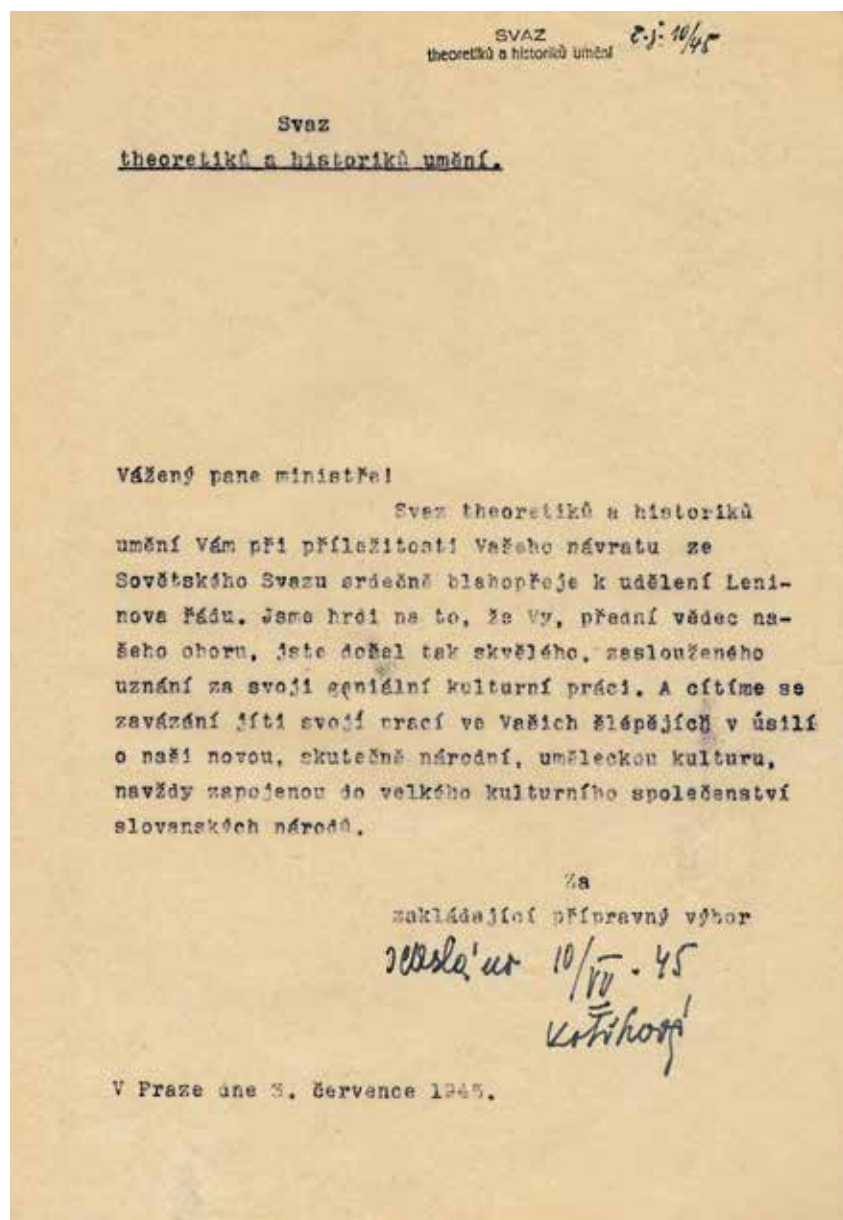 SVAZ
theoretiků a historiků umění
č.j. 10/45
Svaz
theoretiků a historiků umění.
Vážený pane ministře!
Svaz theoretiků a historiků
umění Vám při příležitosti Vašeho návratu ze
Sovětského Svazu srdečně blahopřeje k udělení Leni-
nova Řádu. Jsme hrdi na to, že Vy, přední vědec na-
šeho oboru, jste došel tak skvělého, zaslouženého
uznání za svoji geniální kulturní práci. A cítíme se
zavázáni jíti svojí prací ve Vašich šlépějích v úsilí
o naši novou, skutečně národní, uměleckou kulturu,
navždy zapojenou do velkého kulturního společenství
slovanských národů.
Za
zakládající přípravný výbor
10/VII. 45
V Praze dne 3. července 1945.